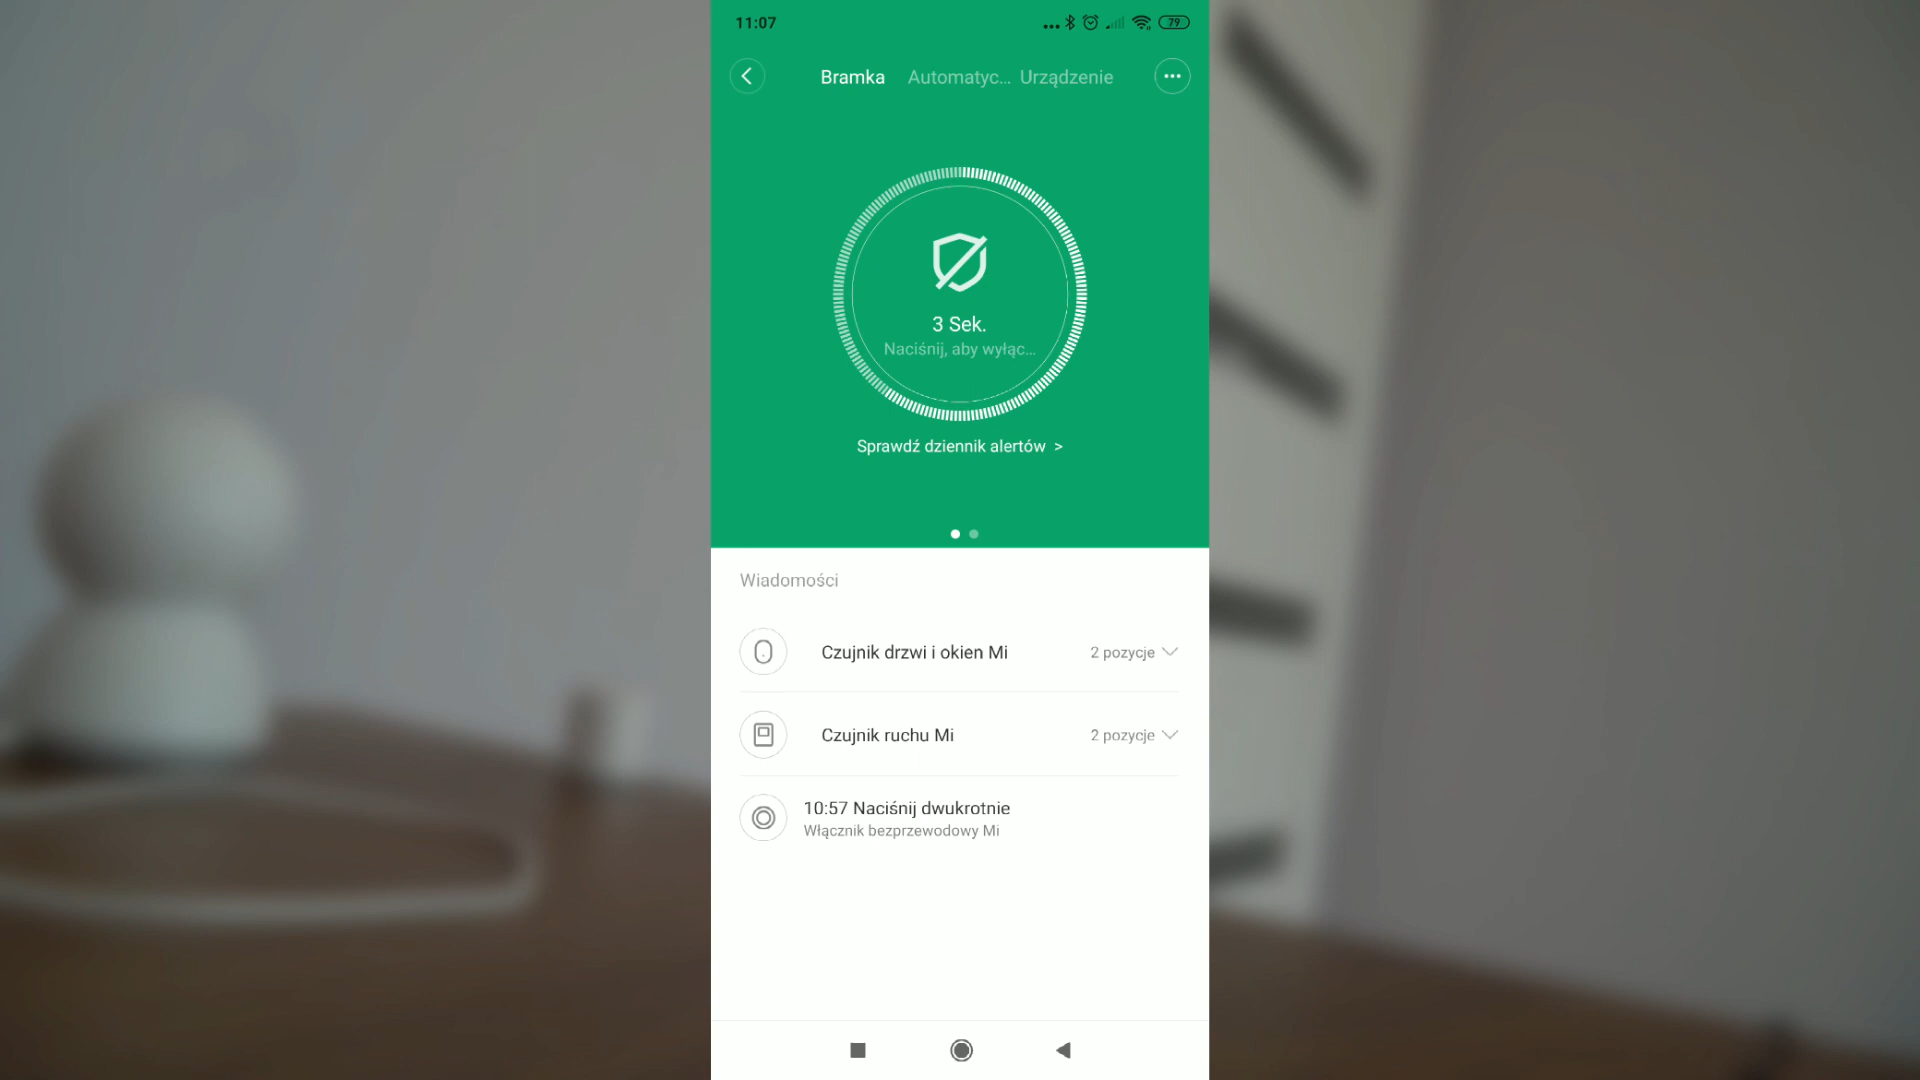 11:07
79
Bramka Automatyc... Urządzenie
3 Sek.
Naciśnij, aby wyłąc...
Sprawdź dziennik alertów >
Wiadomości
Czujnik drzwi i okien Mi 2 pozycje
Czujnik ruchu Mi 2 pozycje
10:57 Naciśnij dwukrotnie
Włącznik bezprzewodowy Mi